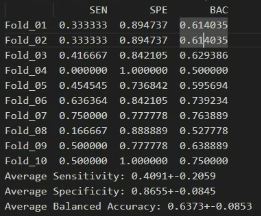 SEN SPE BAC
Fold_01 0.333333 0.894737 0.614035
Fold_02 0.333333 0.894737 0.614035
Fold_03 0.416667 0.842105 0.629386
Fold_04 0.000000 1.000000 0.500000
Fold_05 0.454545 0.736842 0.595694
Fold_06 0.636364 0.842105 0.739234
Fold_07 0.750000 0.777778 0.763889
Fold_08 0.166667 0.888889 0.527778
Fold_09 0.500000 0.777778 0.638889
Fold_10 0.500000 1.000000 0.750000
Average Sensitivity: 0.4091+-0.2059
Average Specificity: 0.8655+-0.0845
Average Balanced Accuracy: 0.6373+-0.0853